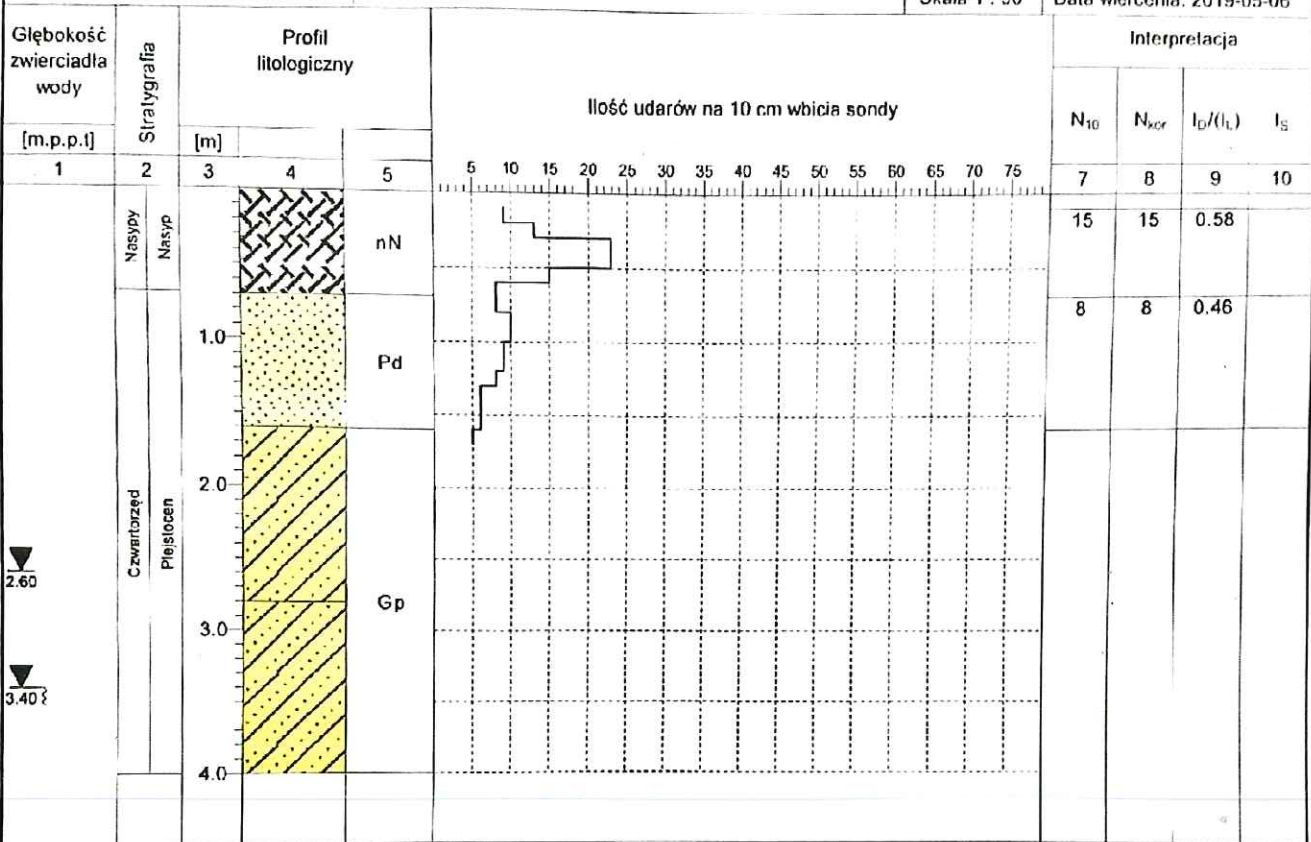 Skala 1 : 50 Data wiercenia: 2019-05-06
Głębokość zwierciadła wody
[m.p.p.t]
Stratygrafia
Profil litologiczny
[m]
Ilość udarów na 10 cm wbicia sondy
Interpretacja
N10 Nkor ID/(IL) IS
1 2 3 4 5
5 10 15 20 25 30 35 40 45 50 55 60 65 70 75
7 8 9 10
Nasypy
Nasyp
nN
15 15 0.58
8 8 0.46
1.0
Pd
2.0
Czwartorzęd
Plejstocen
2.60
Gp
3.0
3.40
4.0